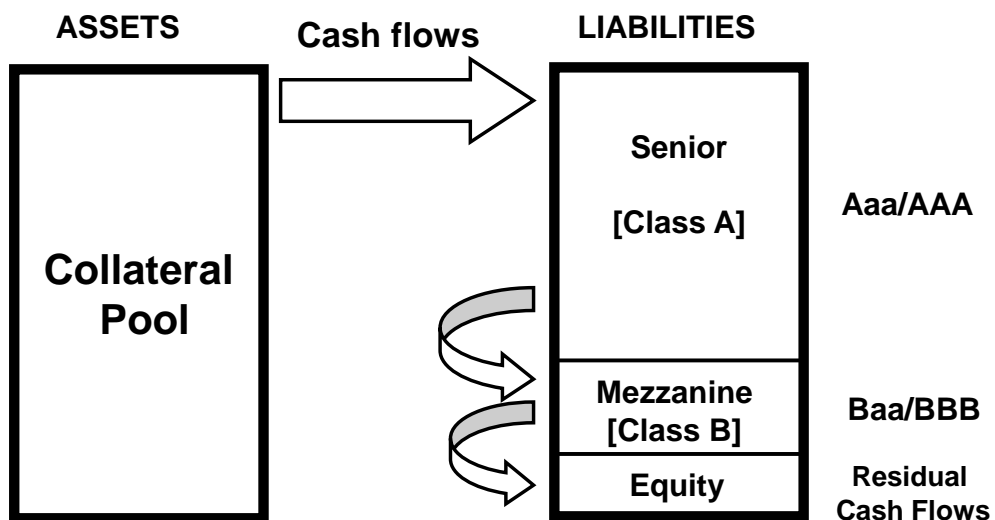 ASSETS
Cash flows
LIABILITIES
Collateral
Pool
Senior
[Class A]
Aaa/AAA
Mezzanine
[Class B]
Baa/BBB
Equity
Residual
Cash Flows